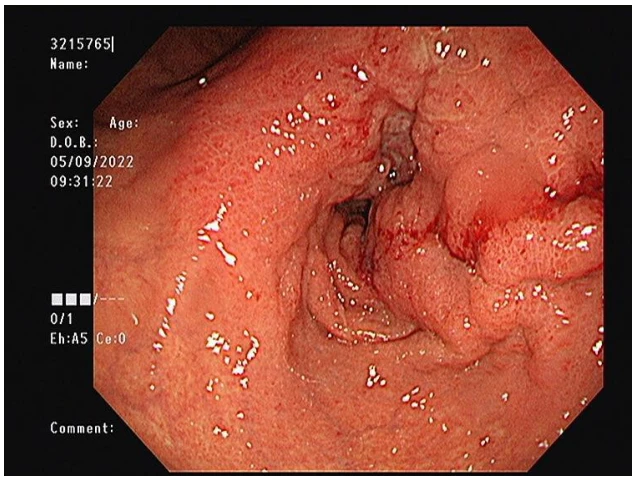 3215765
Name:
Sex: Age:
D.O.B.:
05/09/2022
09:31:22
■■■/---
0/1
Eh:A5 Ce:0
Comment: